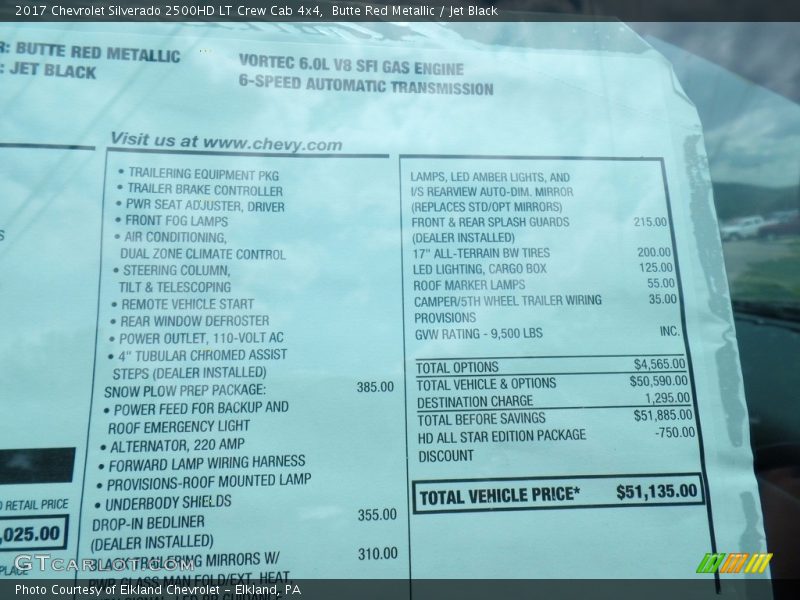 2017 Chevrolet Silverado 2500HD LT Crew Cab 4x4, Butte Red Metallic / Jet Black
R: BUTTE RED METALLIC
: JET BLACK
VORTEC 6.0L V8 SFI GAS ENGINE
6-SPEED AUTOMATIC TRANSMISSION
Visit us at www.chevy.com
S
D RETAIL PRICE
,025.00
PLACE
• TRAILERING EQUIPMENT PKG
• TRAILER BRAKE CONTROLLER
• PWR SEAT ADJUSTER, DRIVER
• FRONT FOG LAMPS
• AIR CONDITIONING,
DUAL ZONE CLIMATE CONTROL
• STEERING COLUMN,
TILT & TELESCOPING
• REMOTE VEHICLE START
• REAR WINDOW DEFROSTER
• POWER OUTLET, 110-VOLT AC
• 4" TUBULAR CHROMED ASSIST
STEPS (DEALER INSTALLED)
SNOW PLOW PREP PACKAGE: 385.00
• POWER FEED FOR BACKUP AND
ROOF EMERGENCY LIGHT
• ALTERNATOR, 220 AMP
• FORWARD LAMP WIRING HARNESS
• PROVISIONS-ROOF MOUNTED LAMP
• UNDERBODY SHIELDS
DROP-IN BEDLINER 355.00
(DEALER INSTALLED)
BLACK TRAILERING MIRRORS W/ 310.00
PWR GLASS MAN FOLD/EXT, HEAT,
LAMPS, LED AMBER LIGHTS, AND
I/S REARVIEW AUTO-DIM. MIRROR
(REPLACES STD/OPT MIRRORS)
FRONT & REAR SPLASH GUARDS 215.00
(DEALER INSTALLED)
17" ALL-TERRAIN BW TIRES 200.00
LED LIGHTING, CARGO BOX 125.00
ROOF MARKER LAMPS 55.00
CAMPER/5TH WHEEL TRAILER WIRING 35.00
PROVISIONS
GVW RATING - 9,500 LBS INC.
TOTAL OPTIONS $4,565.00
TOTAL VEHICLE & OPTIONS $50,590.00
DESTINATION CHARGE 1,295.00
TOTAL BEFORE SAVINGS $51,885.00
HD ALL STAR EDITION PACKAGE -750.00
DISCOUNT
TOTAL VEHICLE PRICE* $51,135.00
GTcarlot.com
Photo Courtesy of Elkland Chevrolet - Elkland, PA